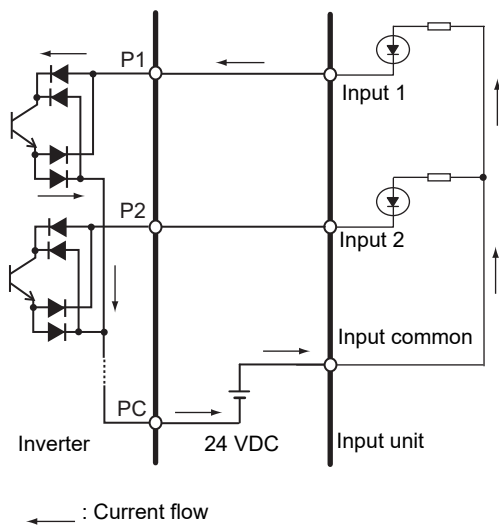 P1
Input 1
P2
Input 2
Input common
PC
Inverter
24 VDC
Input unit
: Current flow